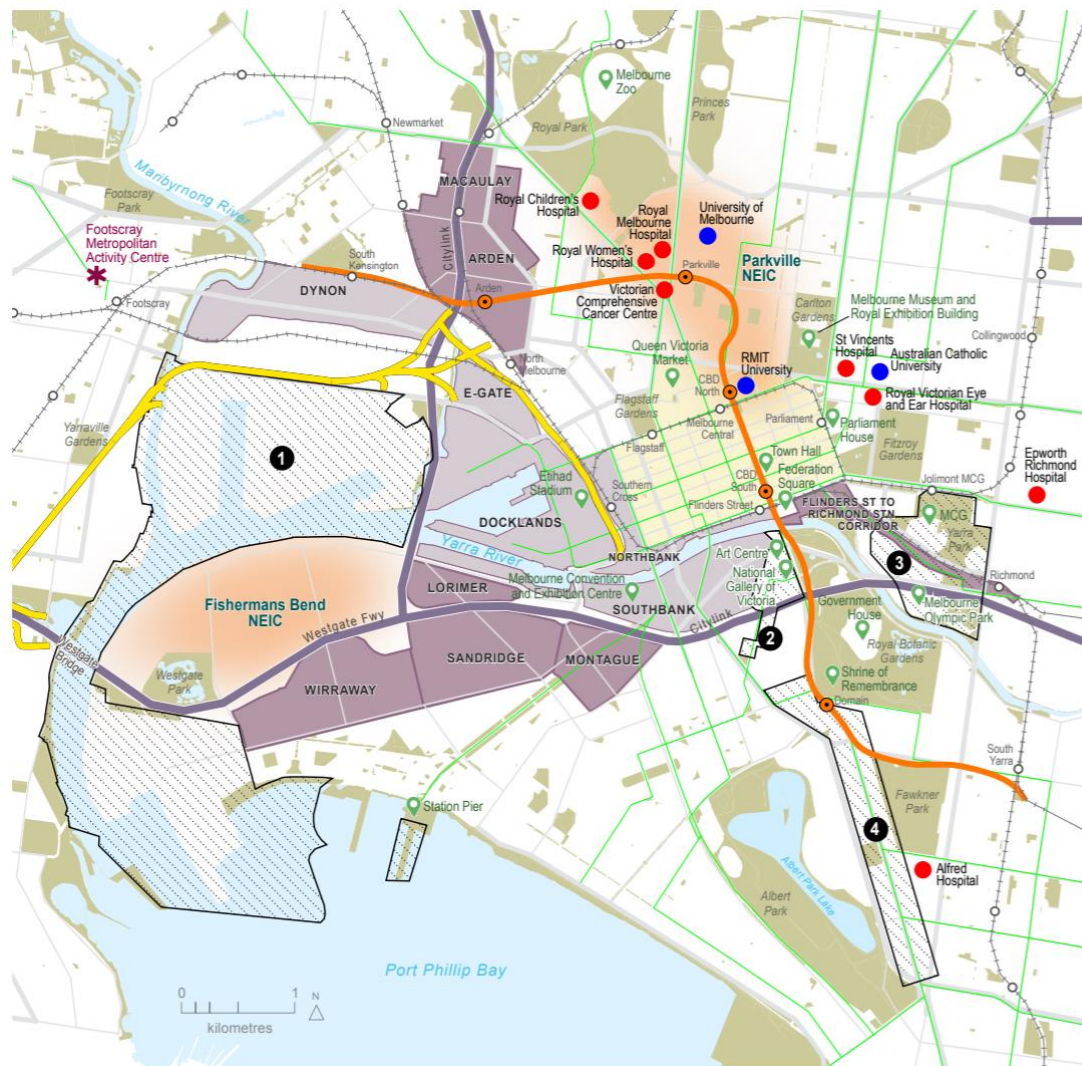 Melbourne
Zoo
Princes
Park
Newmarket
Royal Park
Maribyrnong River
Footscray
Park
MACAULAY
Royal Children's
Hospital
Royal
Melbourne
Hospital
University of
Melbourne
Footscray
Metropolitan
Activity Centre
Citylink
Royal Women's
Hospital
South
Kensington
ARDEN
Parkville
Parkville
NEIC
DYNON
Arden
Footscray
Victorian
Comprehensive
Cancer Centre
Carlton
Gardens
Melbourne Museum and
Royal Exhibition Building
Collingwood
St Vincents
Hospital
Australian Catholic
University
Queen Victoria
Market
RMIT
University
North
Melbourne
CBD
North
Royal Victorian Eye
and Ear Hospital
E-GATE
Flagstaff
Gardens
Melbourne
Central
Parliament
Parliament
House
Yarraville
Gardens
Flagstaff
Fitzroy
Gardens
Epworth
Richmond
Hospital
1
Etihad
Stadium
Southern
Cross
Town Hall
CBD
South
Federation
Square
Jolimont MCG
Flinders Street
FLINDERS ST TO
RICHMOND STN
CORRIDOR
MCG
Yarra
Park
DOCKLANDS
Yarra River
NORTHBANK
Art Centre
3
National
Gallery of
Victoria
Richmond
LORIMER
Melbourne Convention
and Exhibition Centre
Fishermans Bend
NEIC
SOUTHBANK
Citylink
Government
House
Melbourne
Olympic Park
Westgate Fwy
2
Westgate
Bridge
Royal Botanic
Gardens
SANDRIDGE
MONTAGUE
Westgate
Park
WIRRAWAY
Shrine of
Remembrance
Domain
South
Yarra
Station Pier
Fawkner
Park
4
Alfred
Hospital
Albert
Park
Albert Park Lake
Port Phillip Bay
0 1
N
kilometres